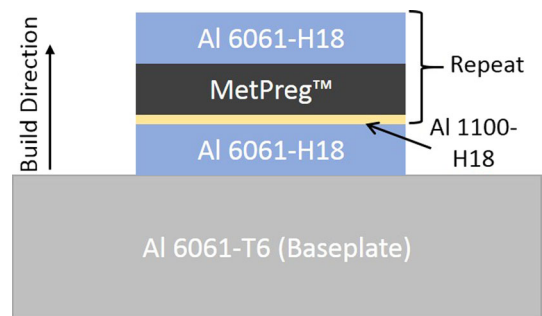 Build Direction
Al 6061-H18
MetPreg™
Repeat
Al 1100-
H18
Al 6061-H18
Al 6061-T6 (Baseplate)